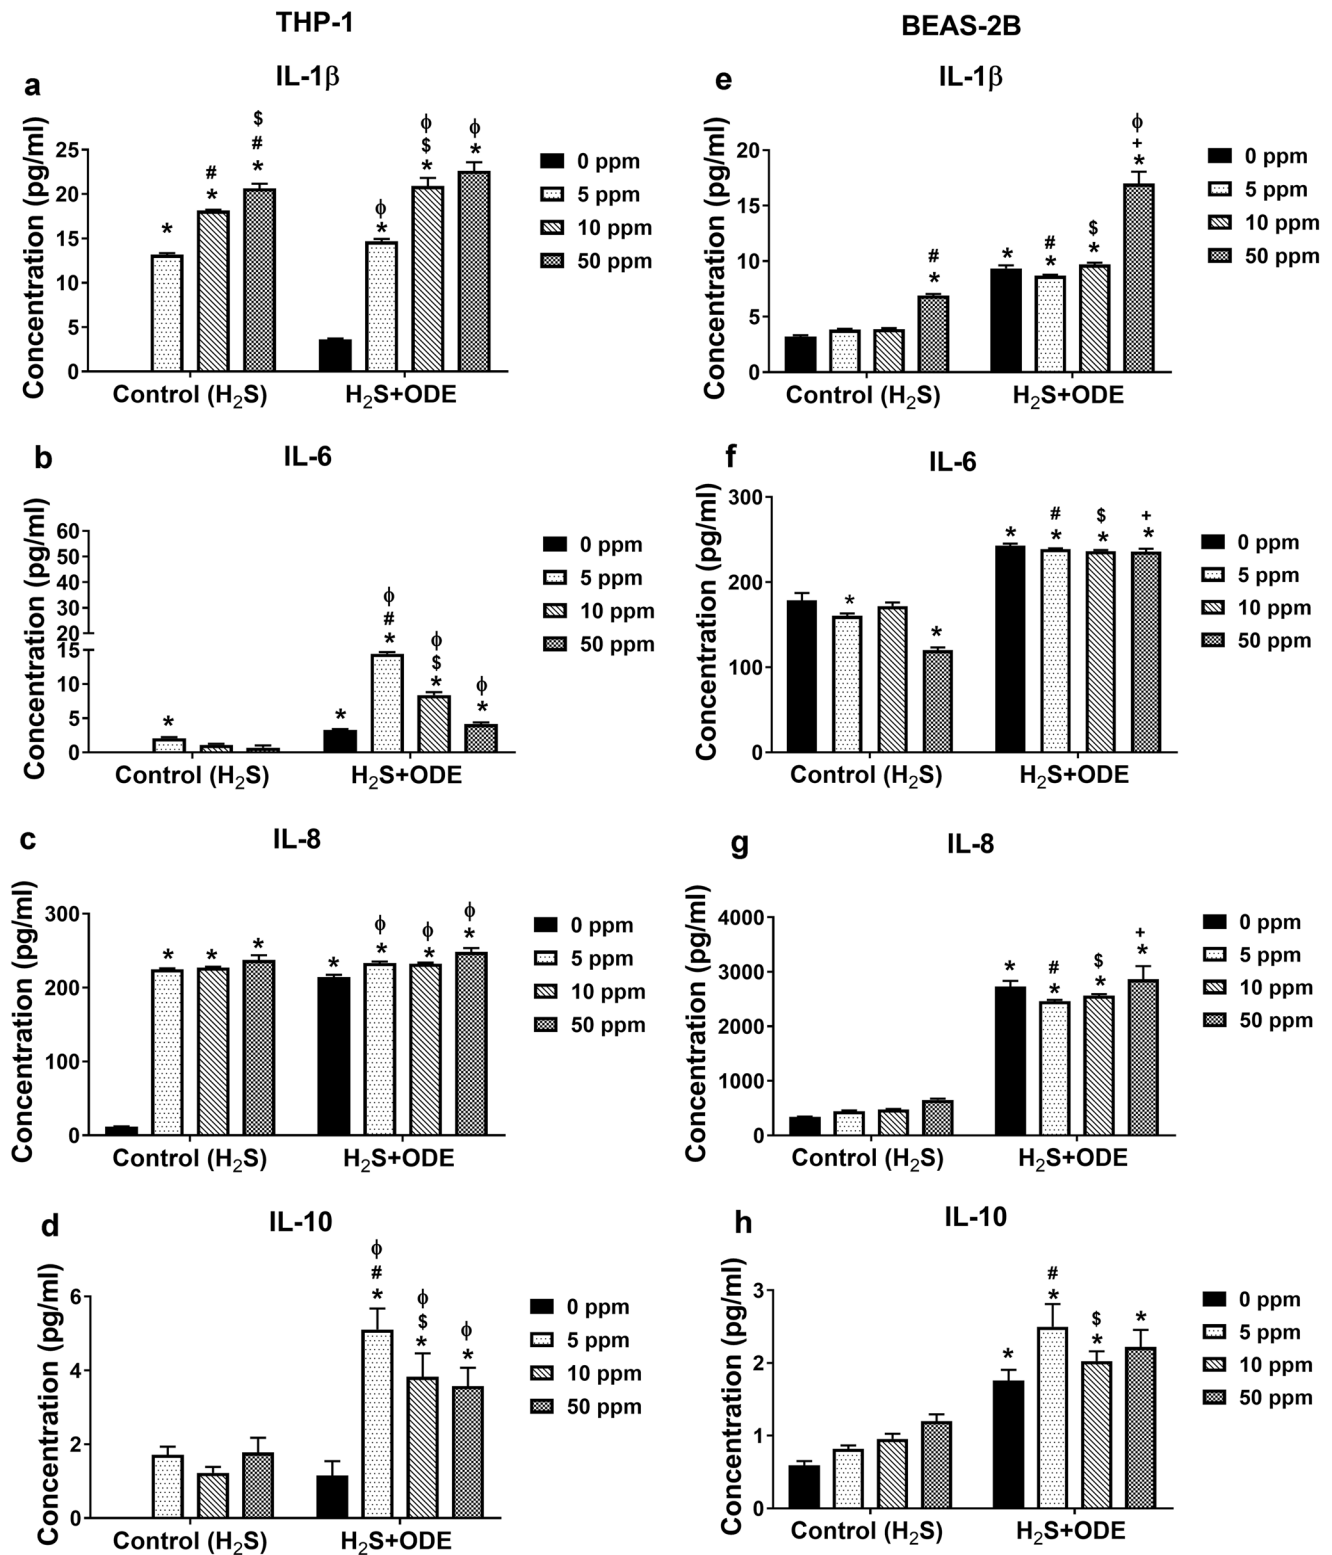 THP-1
BEAS-2B
a
IL-1β
Concentration (pg/ml)
25
20
15
10
5
0
*
#
*
$
#
*
ϕ
*
ϕ
$
*
ϕ
*
Control (H₂S)
H₂S+ODE
0 ppm
5 ppm
10 ppm
50 ppm
e
IL-1β
Concentration (pg/ml)
20
15
10
5
0
#
*
*
#
*
$
*
ϕ
+
*
Control (H₂S)
H₂S+ODE
0 ppm
5 ppm
10 ppm
50 ppm
b
IL-6
Concentration (pg/ml)
60
50
40
30
20
15
10
5
0
*
*
ϕ
#
*
ϕ
$
*
ϕ
*
Control (H₂S)
H₂S+ODE
0 ppm
5 ppm
10 ppm
50 ppm
f
IL-6
Concentration (pg/ml)
300
200
100
0
*
*
*
#
*
$
*
+
*
Control (H₂S)
H₂S+ODE
0 ppm
5 ppm
10 ppm
50 ppm
c
IL-8
Concentration (pg/ml)
300
200
100
0
*
*
*
*
ϕ
*
ϕ
*
ϕ
*
Control (H₂S)
H₂S+ODE
0 ppm
5 ppm
10 ppm
50 ppm
g
IL-8
Concentration (pg/ml)
4000
3000
2000
1000
0
*
#
*
$
*
+
*
Control (H₂S)
H₂S+ODE
0 ppm
5 ppm
10 ppm
50 ppm
d
IL-10
Concentration (pg/ml)
6
4
2
0
ϕ
#
*
ϕ
$
*
ϕ
*
Control (H₂S)
H₂S+ODE
0 ppm
5 ppm
10 ppm
50 ppm
h
IL-10
Concentration (pg/ml)
3
2
1
0
*
#
*
$
*
*
Control (H₂S)
H₂S+ODE
0 ppm
5 ppm
10 ppm
50 ppm